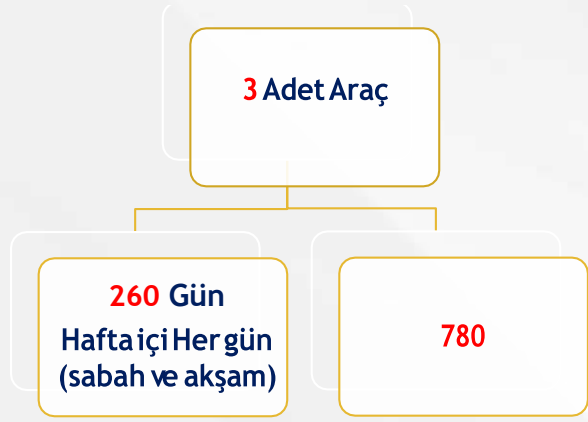 3 Adet Araç
260 Gün
Hafta içi Her gün
(sabah ve akşam)
780